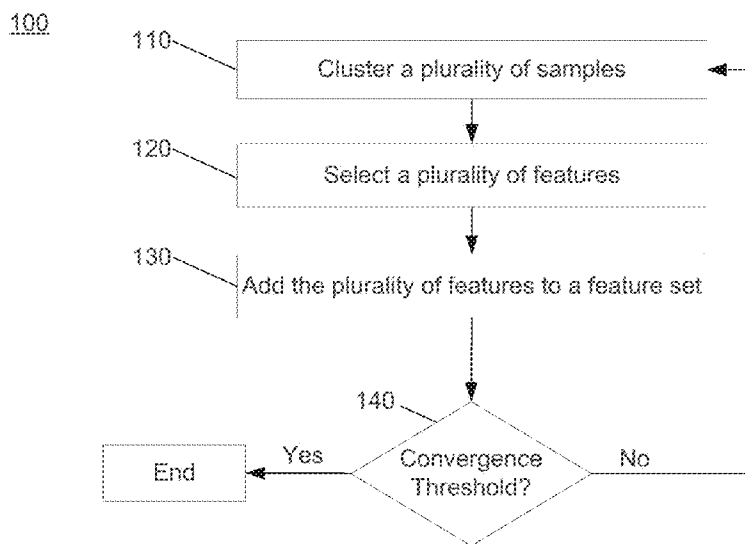 100
110
Cluster a plurality of samples
120
Select a plurality of features
130
Add the plurality of features to a feature set
140
Convergence
Threshold?
Yes
No
End